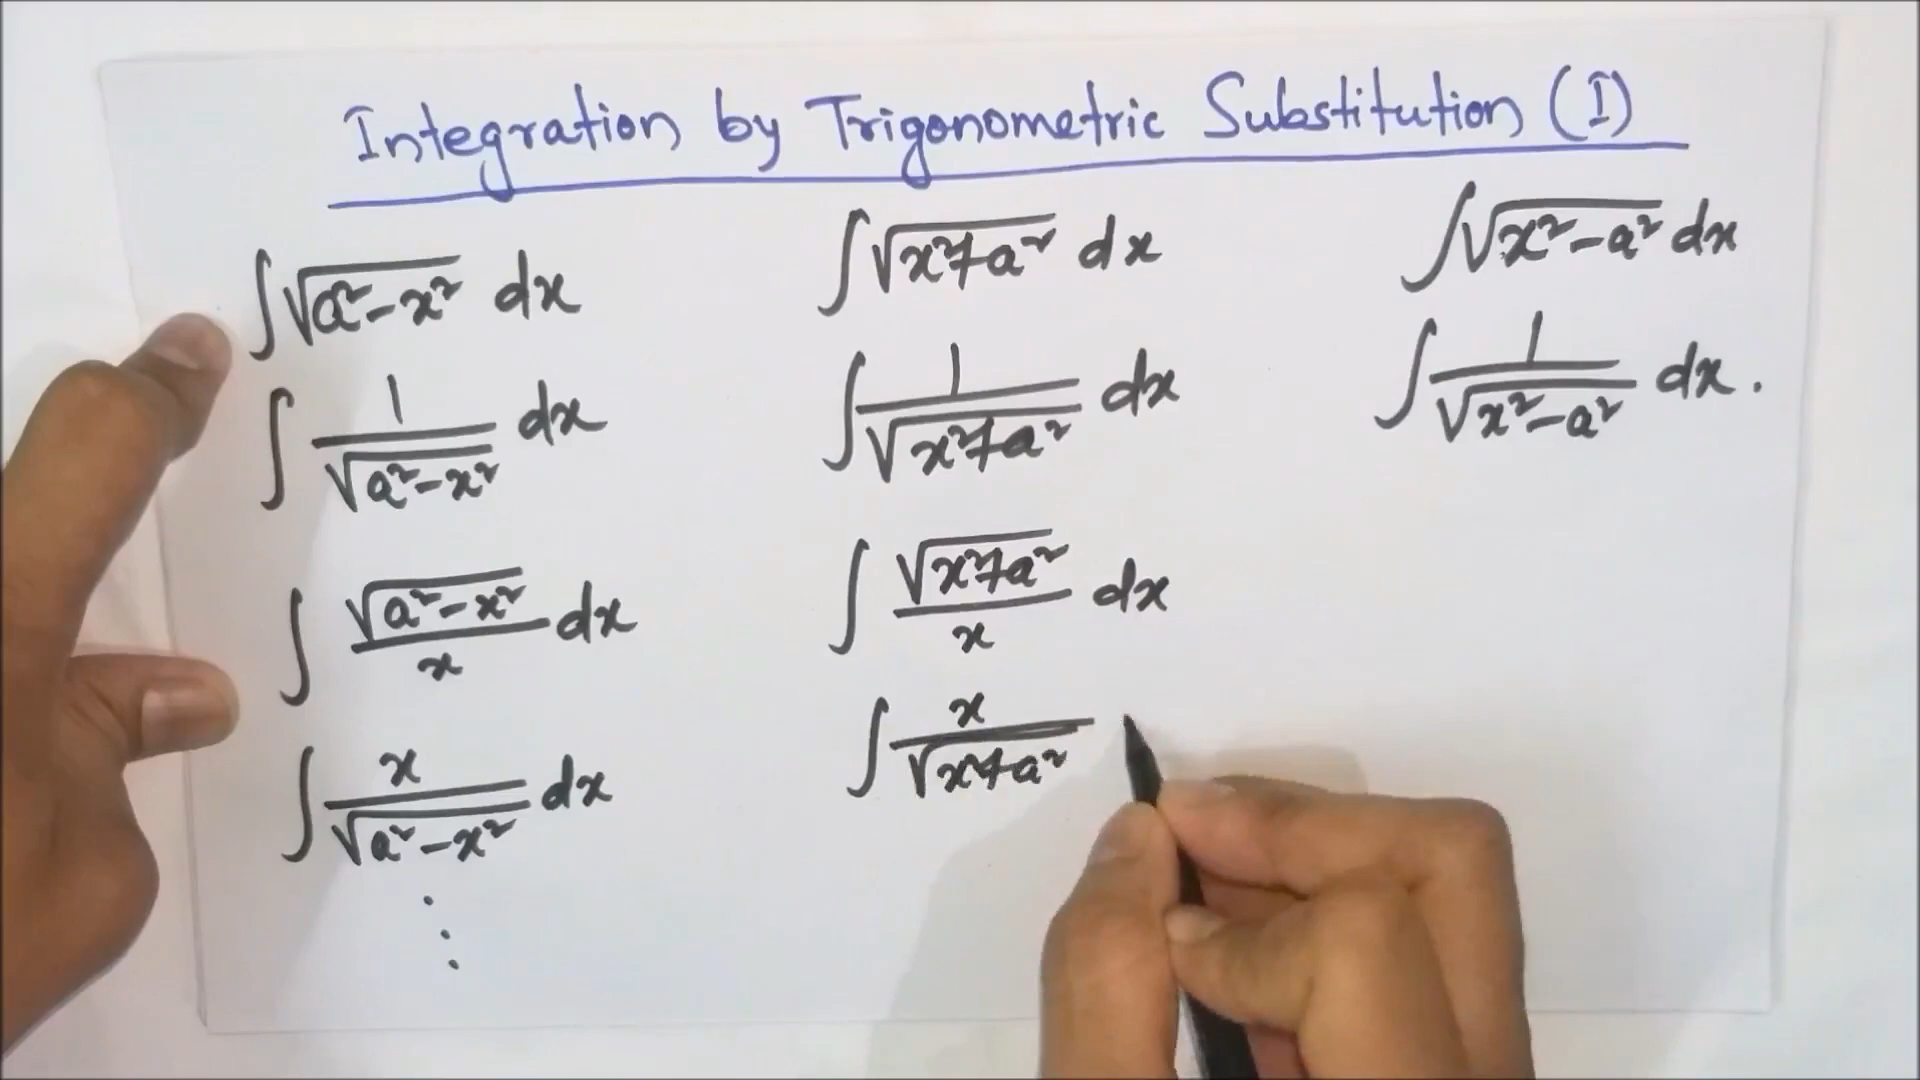 Integration by Trigonometric Substitution (I)
∫√(a²-x²) dx
∫ 1/√(a²-x²) dx
∫ √(a²-x²)/x dx
∫ x/√(a²-x²) dx
∫√(x²+a²) dx
∫ 1/√(x²+a²) dx
∫ √(x²+a²)/x dx
∫ x/√(x²+a²)
∫√(x²-a²) dx
∫ 1/√(x²-a²) dx.